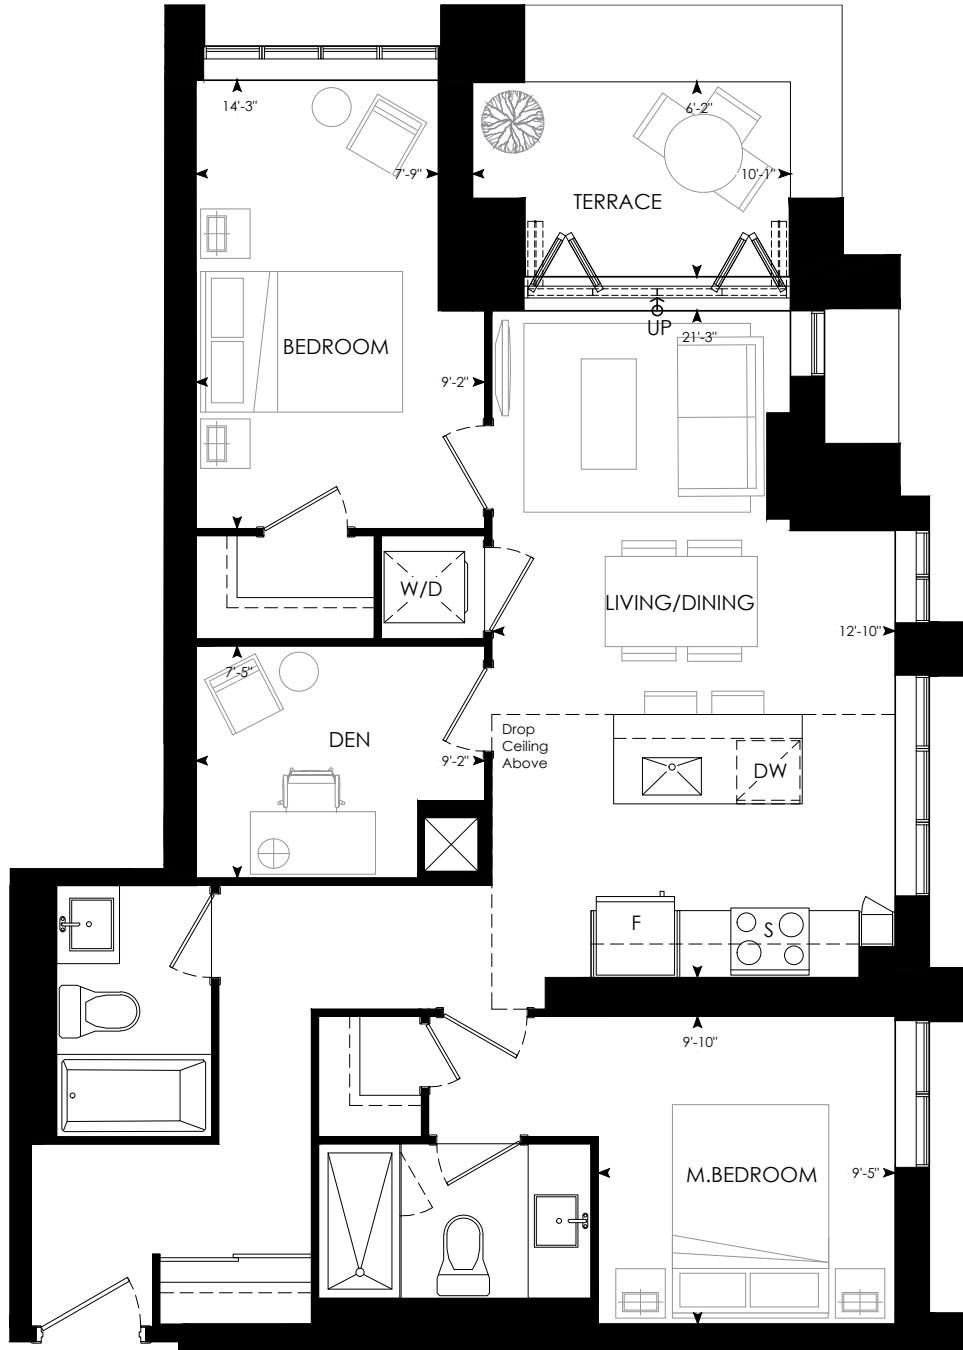 14'-3"
6'-2"
7'-9"
10'-1"
TERRACE
UP
21'-3"
BEDROOM
9'-2"
W/D
LIVING/DINING
12'-10"
7'-5"
DEN
9'-2"
Drop
Ceiling
Above
DW
F
S
9'-10"
M.BEDROOM
9'-5"